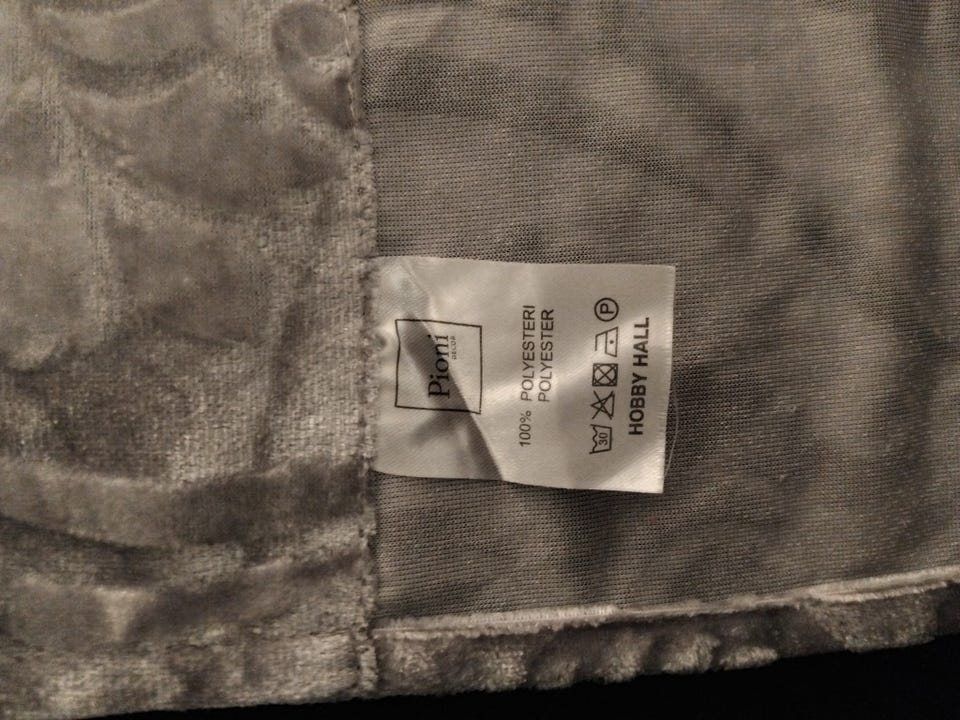 Pioni
DECOR
100% POLYESTERI
POLYESTER
30 P
HOBBY HALL